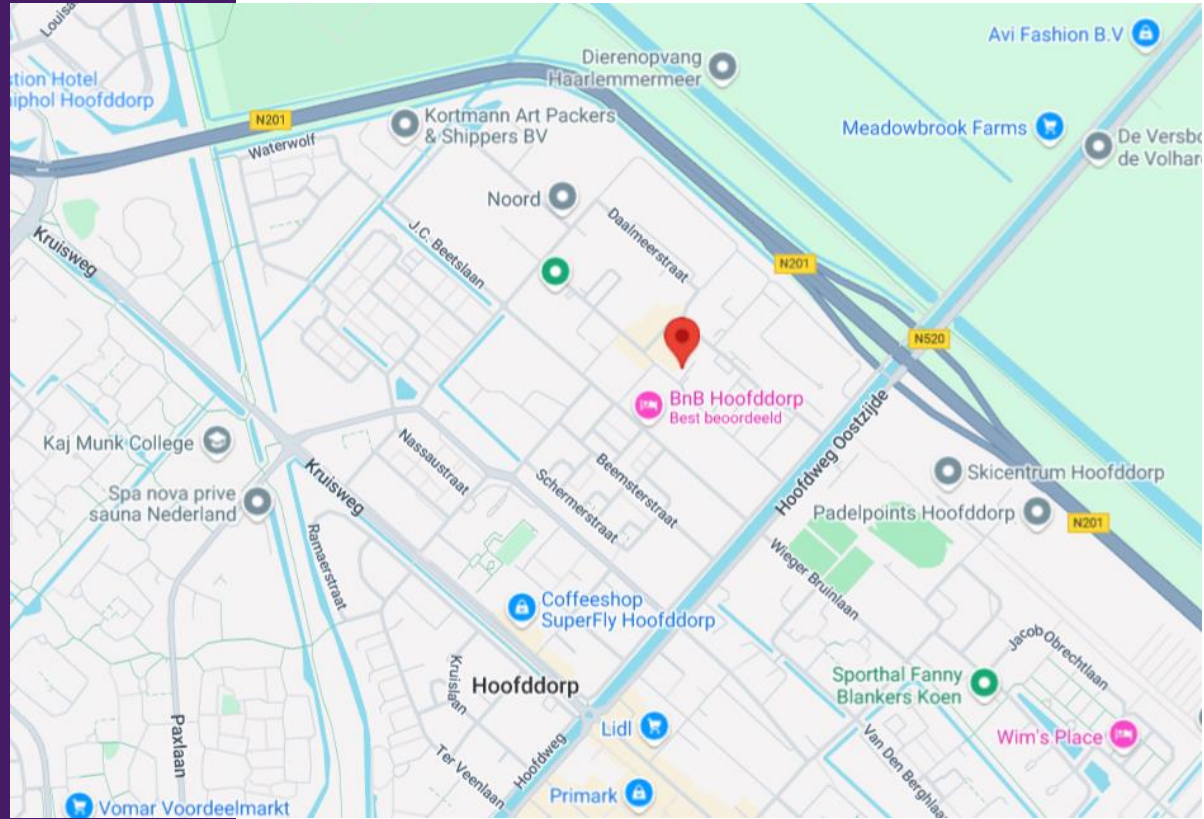 Louisa
Avi Fashion B.V
Dierenopvang
Haarlemmermeer
stion Hotel
hiphol Hoofddorp
N201
Kortmann Art Packers
& Shippers BV
Meadowbrook Farms
De Versbo
de Volhar
Waterwolf
Noord
Daalmeerstraat
J.C. Beetslaan
Kruisweg
N201
N520
BnB Hoofddorp
Best beoordeeld
Hoofdweg Oostzijde
Kaj Munk College
Nassaustraat
Beemsterstraat
Schermerstraat
Kruisweg
Skicentrum Hoofddorp
Spa nova prive
sauna Nederland
Padelpoints Hoofddorp
N201
Ramaerstraat
Wieger Bruinlaan
Coffeeshop
SuperFly Hoofddorp
Jacob Obrechtlaan
Kruislaan
Hoofddorp
Sporthal Fanny
Blankers Koen
Paxlaan
Lidl
Wim's Place
Van Den Berghlaa
Hoofdweg
Ter Veenlaan
Primark
Vomar Voordeelmarkt